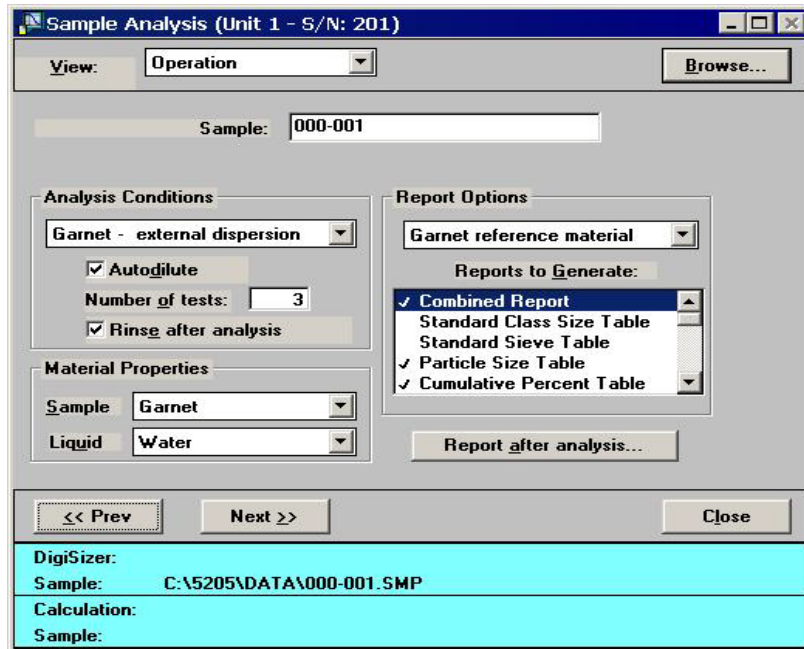 Sample Analysis (Unit 1 - S/N: 201)
View: Operation Browse...
Sample: 000-001
Analysis Conditions
Garnet - external dispersion
Autodilute
Number of tests: 3
Rinse after analysis
Material Properties
Sample Garnet
Liquid Water
Report Options
Garnet reference material
Reports to Generate:
✓ Combined Report
Standard Class Size Table
Standard Sieve Table
✓ Particle Size Table
✓ Cumulative Percent Table
Report after analysis...
<< Prev Next >> Close
DigiSizer:
Sample: C:\5205\DATA\000-001.SMP
Calculation:
Sample: